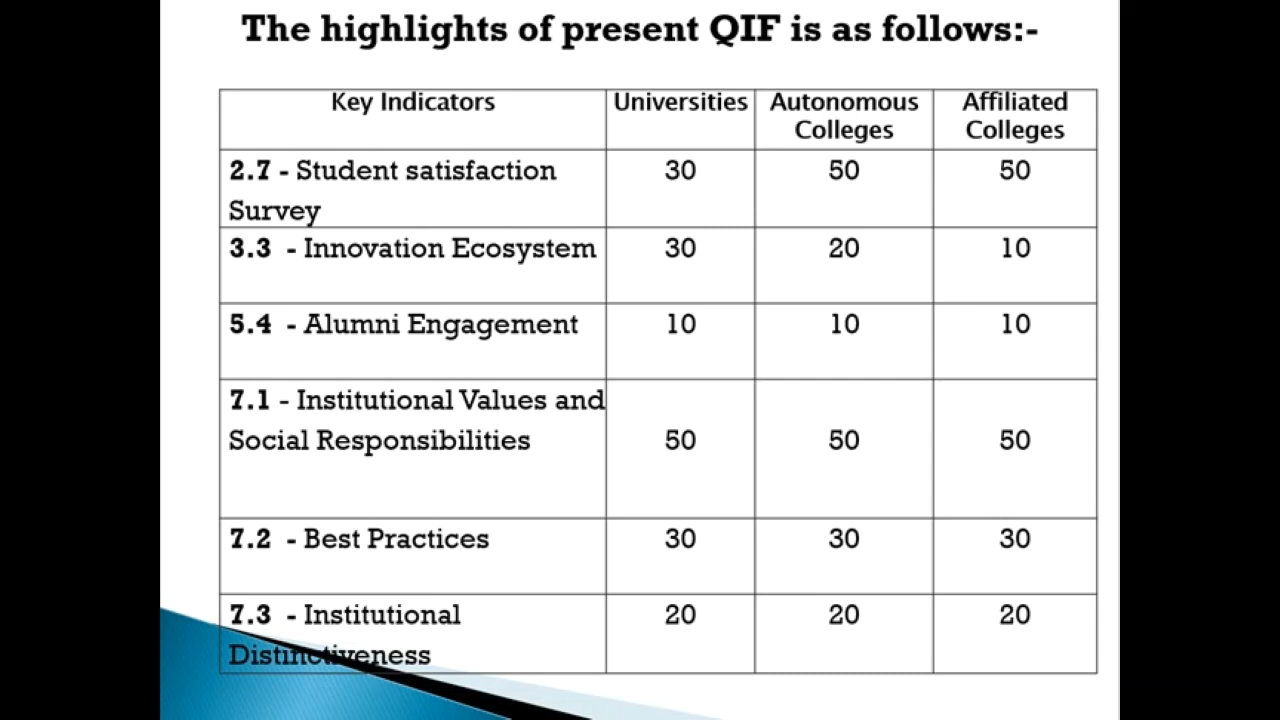 The highlights of present QIF is as follows:-
Key Indicators Universities Autonomous Colleges Affiliated Colleges
2.7 - Student satisfaction Survey 30 50 50
3.3 - Innovation Ecosystem 30 20 10
5.4 - Alumni Engagement 10 10 10
7.1 - Institutional Values and Social Responsibilities 50 50 50
7.2 - Best Practices 30 30 30
7.3 - Institutional Distinctiveness 20 20 20